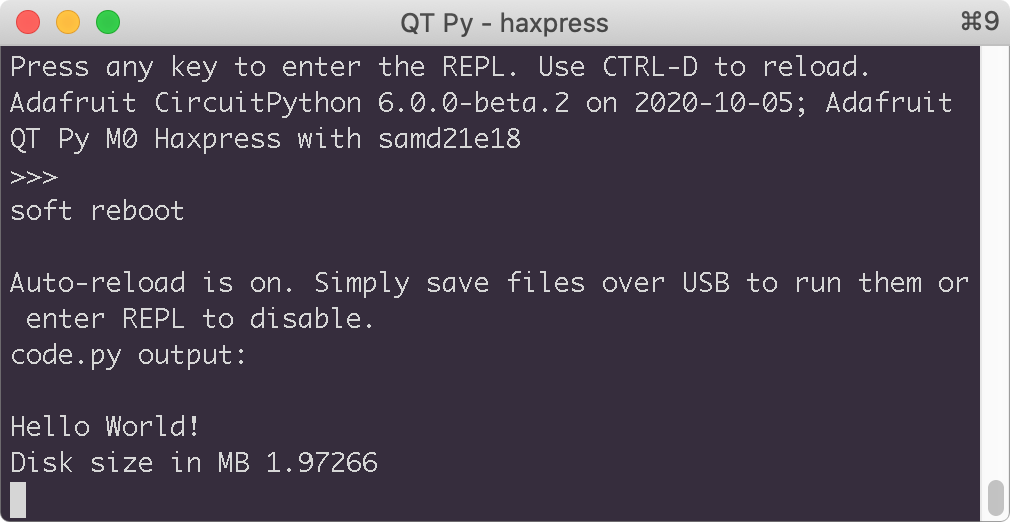 QT Py - haxpress
⌘9
Press any key to enter the REPL. Use CTRL-D to reload.
Adafruit CircuitPython 6.0.0-beta.2 on 2020-10-05; Adafruit
QT Py M0 Haxpress with samd21e18
>>>
soft reboot
Auto-reload is on. Simply save files over USB to run them or
enter REPL to disable.
code.py output:
Hello World!
Disk size in MB 1.97266